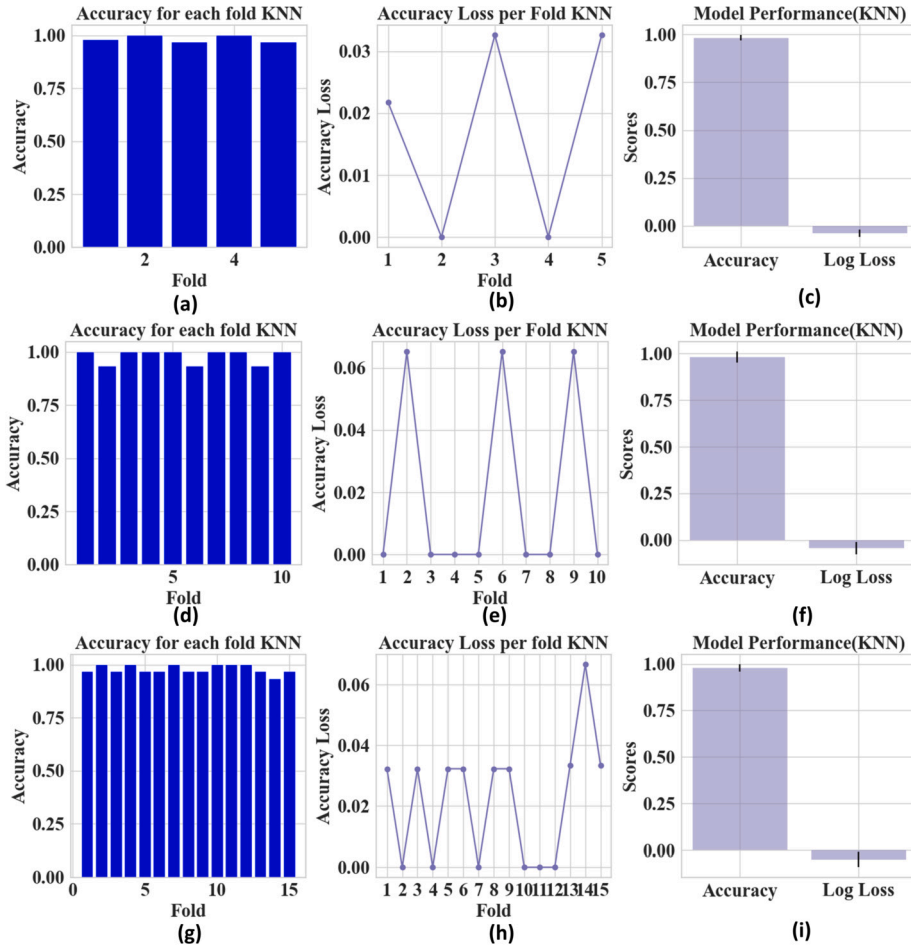 Accuracy for each fold KNN
Accuracy
1.00
0.75
0.50
0.25
0.00
2 4
Fold
(a)
Accuracy Loss per Fold KNN
Accuracy Loss
0.03
0.02
0.01
0.00
1 2 3 4 5
Fold
(b)
Model Performance(KNN)
Scores
1.00
0.75
0.50
0.25
0.00
Accuracy Log Loss
(c)
Accuracy for each fold KNN
Accuracy
1.00
0.75
0.50
0.25
0.00
5 10
Fold
(d)
Accuracy Loss per Fold KNN
Accuracy Loss
0.06
0.04
0.02
0.00
1 2 3 4 5 6 7 8 9 10
Fold
(e)
Model Performance(KNN)
Scores
1.00
0.75
0.50
0.25
0.00
Accuracy Log Loss
(f)
Accuracy for each fold KNN
Accuracy
1.00
0.75
0.50
0.25
0.00
0 5 10 15
Fold
(g)
Accuracy Loss per fold KNN
Accuracy Loss
0.06
0.04
0.02
0.00
1 2 3 4 5 6 7 8 9 10 11 12 13 14 15
Fold
(h)
Model Performance(KNN)
Scores
1.00
0.75
0.50
0.25
0.00
Accuracy Log Loss
(i)